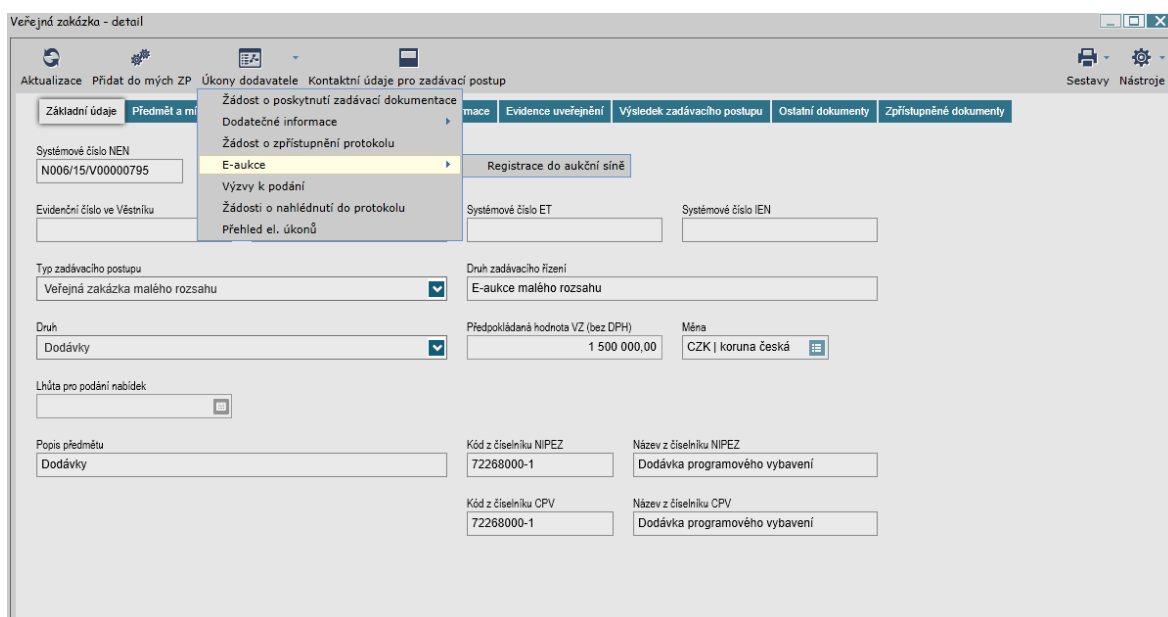 Veřejná zakázka - detail
Aktualizace Přidat do mých ZP Úkony dodavatele Kontaktní údaje pro zadávací postup Sestavy Nástroje
Základní údaje Předmět a mí mace Evidence uveřejnění Výsledek zadávacího postupu Ostatní dokumenty Zpřístupněné dokumenty
Žádost o poskytnutí zadávací dokumentace
Dodatečné informace
Žádost o zpřístupnění protokolu
E-aukce
Registrace do aukční síně
Výzvy k podání
Žádosti o nahlédnutí do protokolu
Přehled el. úkonů
Systémové číslo NEN
N006/15/V00000795
Evidenční číslo ve Věstníku Systémové číslo ET Systémové číslo IEN
Typ zadávacího postupu Druh zadávacího řízení
Veřejná zakázka malého rozsahu E-aukce malého rozsahu
Druh Předpokládaná hodnota VZ (bez DPH) Měna
Dodávky 1 500 000,00 CZK | koruna česká
Lhůta pro podání nabídek
Popis předmětu Kód z číselníku NIPEZ Název z číselníku NIPEZ
Dodávky 72268000-1 Dodávka programového vybavení
Kód z číselníku CPV Název z číselníku CPV
72268000-1 Dodávka programového vybavení